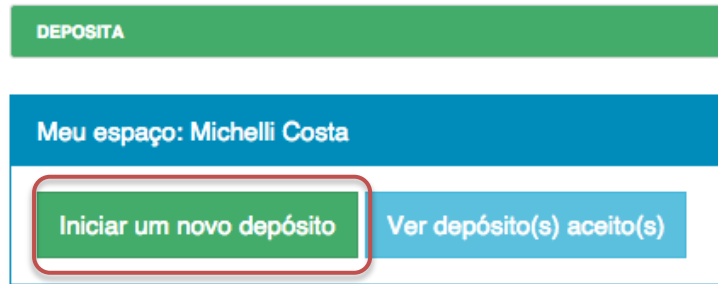 DEPOSITA
Meu espaço: Michelli Costa
Iniciar um novo depósito
Ver depósito(s) aceito(s)